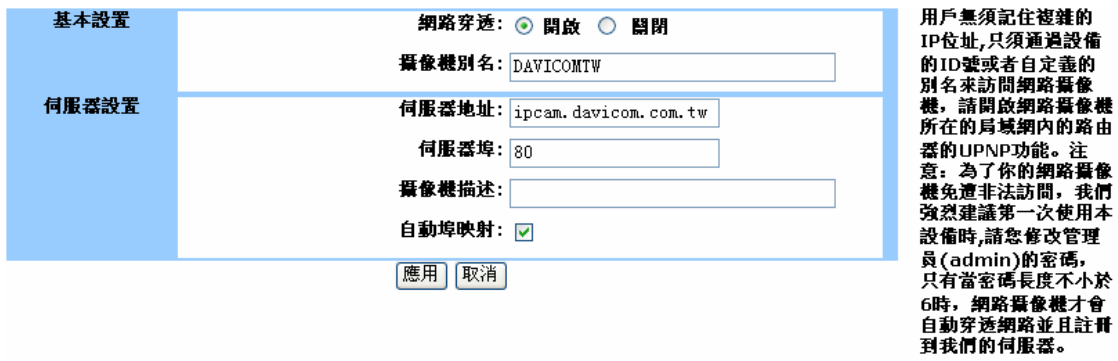 基本設置
網路穿透: 開啟 關閉
攝像機別名: DAVICOMTW
伺服器設置
伺服器地址: ipcam.davicom.com.tw
伺服器埠: 80
攝像機描述:
自動埠映射:
應用 取消
用戶無須記住複雜的
IP位址,只須通過設備
的ID號或者自定義的
別名來訪問網路攝像
機，請開啟網路攝像機
所在的局域網內的路由
器的UPNP功能。注
意：為了你的網路攝像
機免遭非法訪問，我們
強烈建議第一次使用本
設備時,請您修改管理
員(admin)的密碼，
只有當密碼長度不小於
6時，網路攝像機才會
自動穿透網路並且註冊
到我們的伺服器。